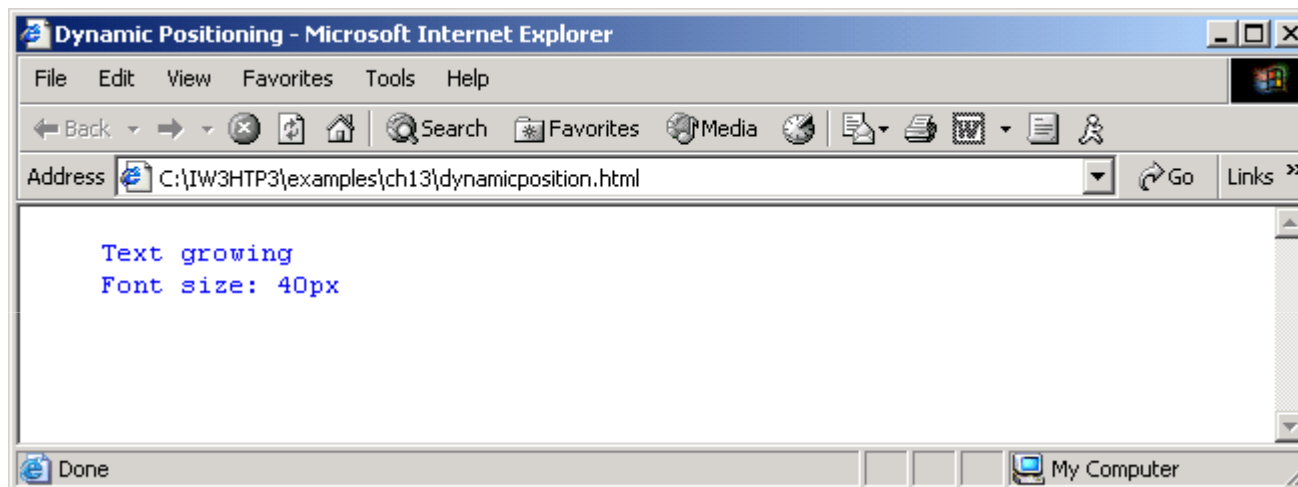 Dynamic Positioning - Microsoft Internet Explorer
File Edit View Favorites Tools Help
Back Search Favorites Media
Address C:\IW3HTP3\examples\ch13\dynamicposition.html Go Links »
Text growing
Font size: 40px
Done My Computer